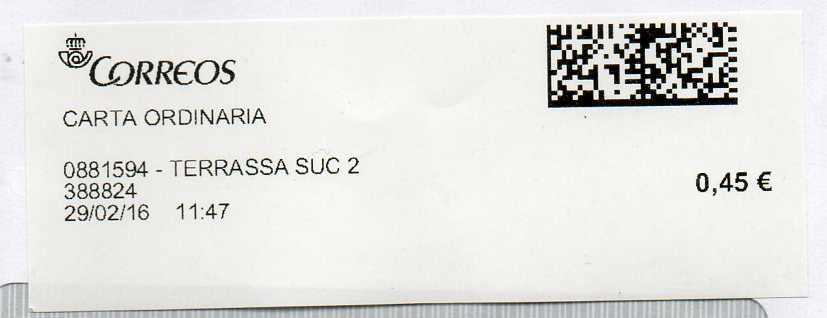 CORREOS
CARTA ORDINARIA
0881594 - TERRASSA SUC 2
388824
29/02/16 11:47
0,45 €